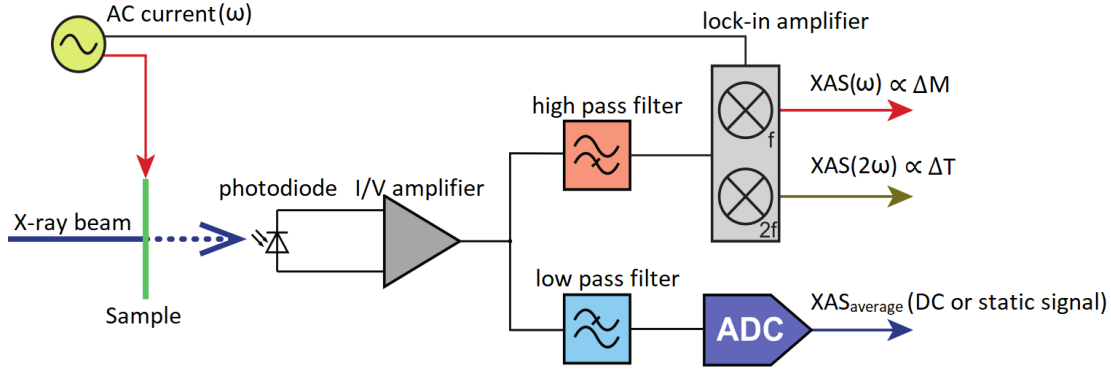 AC current(ω)
lock-in amplifier
XAS(ω) ∝ ΔM
high pass filter
f
XAS(2ω) ∝ ΔT
photodiode I/V amplifier
X-ray beam
2f
low pass filter
XASaverage (DC or static signal)
Sample
ADC